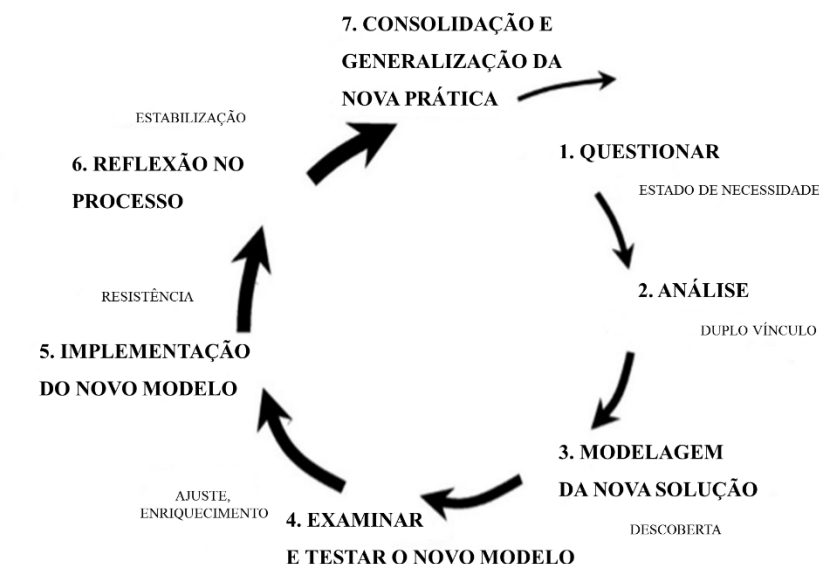 7. CONSOLIDAÇÃO E
GENERALIZAÇÃO DA
NOVA PRÁTICA
1. QUESTIONAR
ESTADO DE NECESSIDADE
2. ANÁLISE
DUPLO VÍNCULO
3. MODELAGEM
DA NOVA SOLUÇÃO
DESCOBERTA
4. EXAMINAR
E TESTAR O NOVO MODELO
AJUSTE,
ENRIQUECIMENTO
5. IMPLEMENTAÇÃO
DO NOVO MODELO
RESISTÊNCIA
6. REFLEXÃO NO
PROCESSO
ESTABILIZAÇÃO